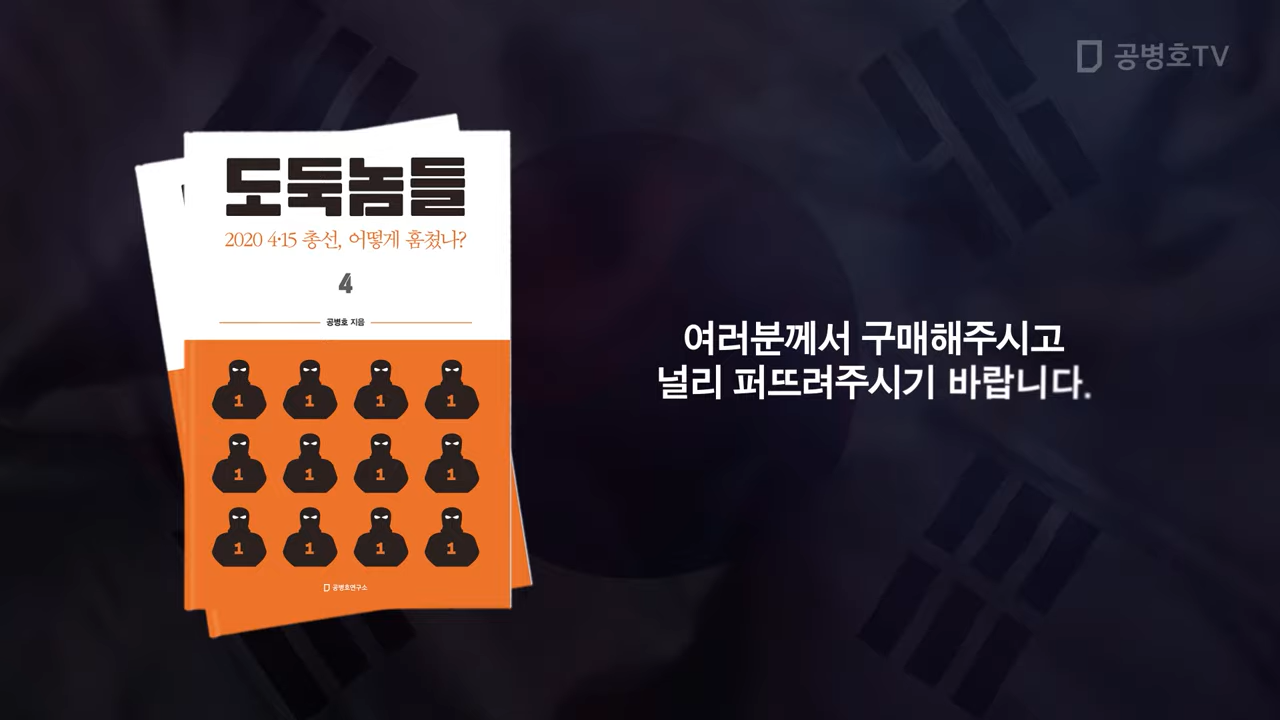 공병호TV
도둑놈들
2020 4·15 총선, 어떻게 훔쳤나?
4
공병호 지음
1 1 1 1
1 1 1 1
1 1 1 1
공병호연구소
여러분께서 구매해주시고
널리 퍼뜨려주시기 바랍니다.